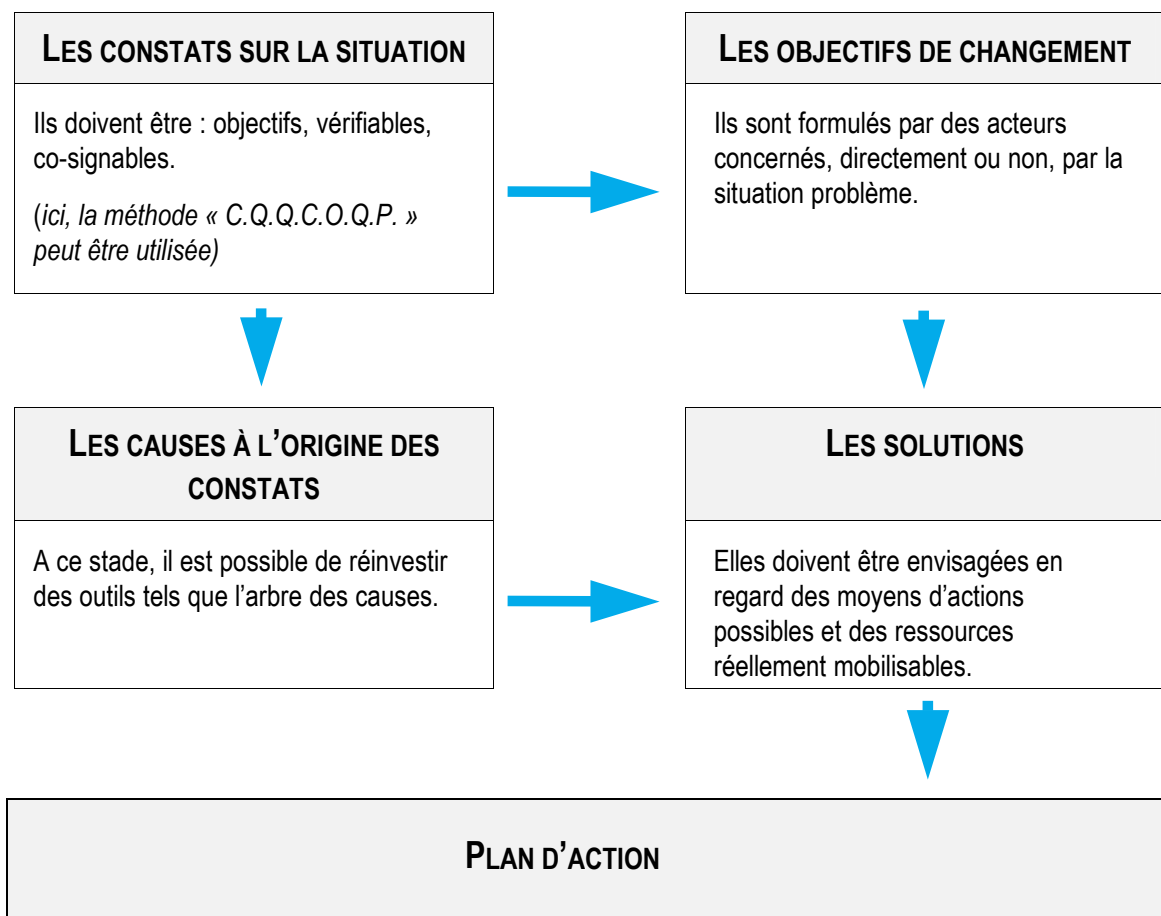 LES CONSTATS SUR LA SITUATION
Ils doivent être : objectifs, vérifiables,
co-signables.
(ici, la méthode « C.Q.Q.C.O.Q.P. »
peut être utilisée)
LES OBJECTIFS DE CHANGEMENT
Ils sont formulés par des acteurs
concernés, directement ou non, par la
situation problème.
LES CAUSES À L’ORIGINE DES
CONSTATS
A ce stade, il est possible de réinvestir
des outils tels que l’arbre des causes.
LES SOLUTIONS
Elles doivent être envisagées en
regard des moyens d’actions
possibles et des ressources
réellement mobilisables.
PLAN D’ACTION